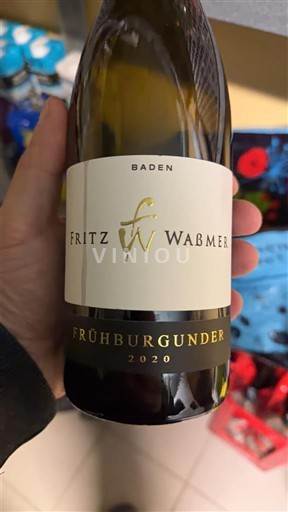 BADEN
FRITZ fw WAßMER
VINIOU
FRÜHBURGUNDER
2020